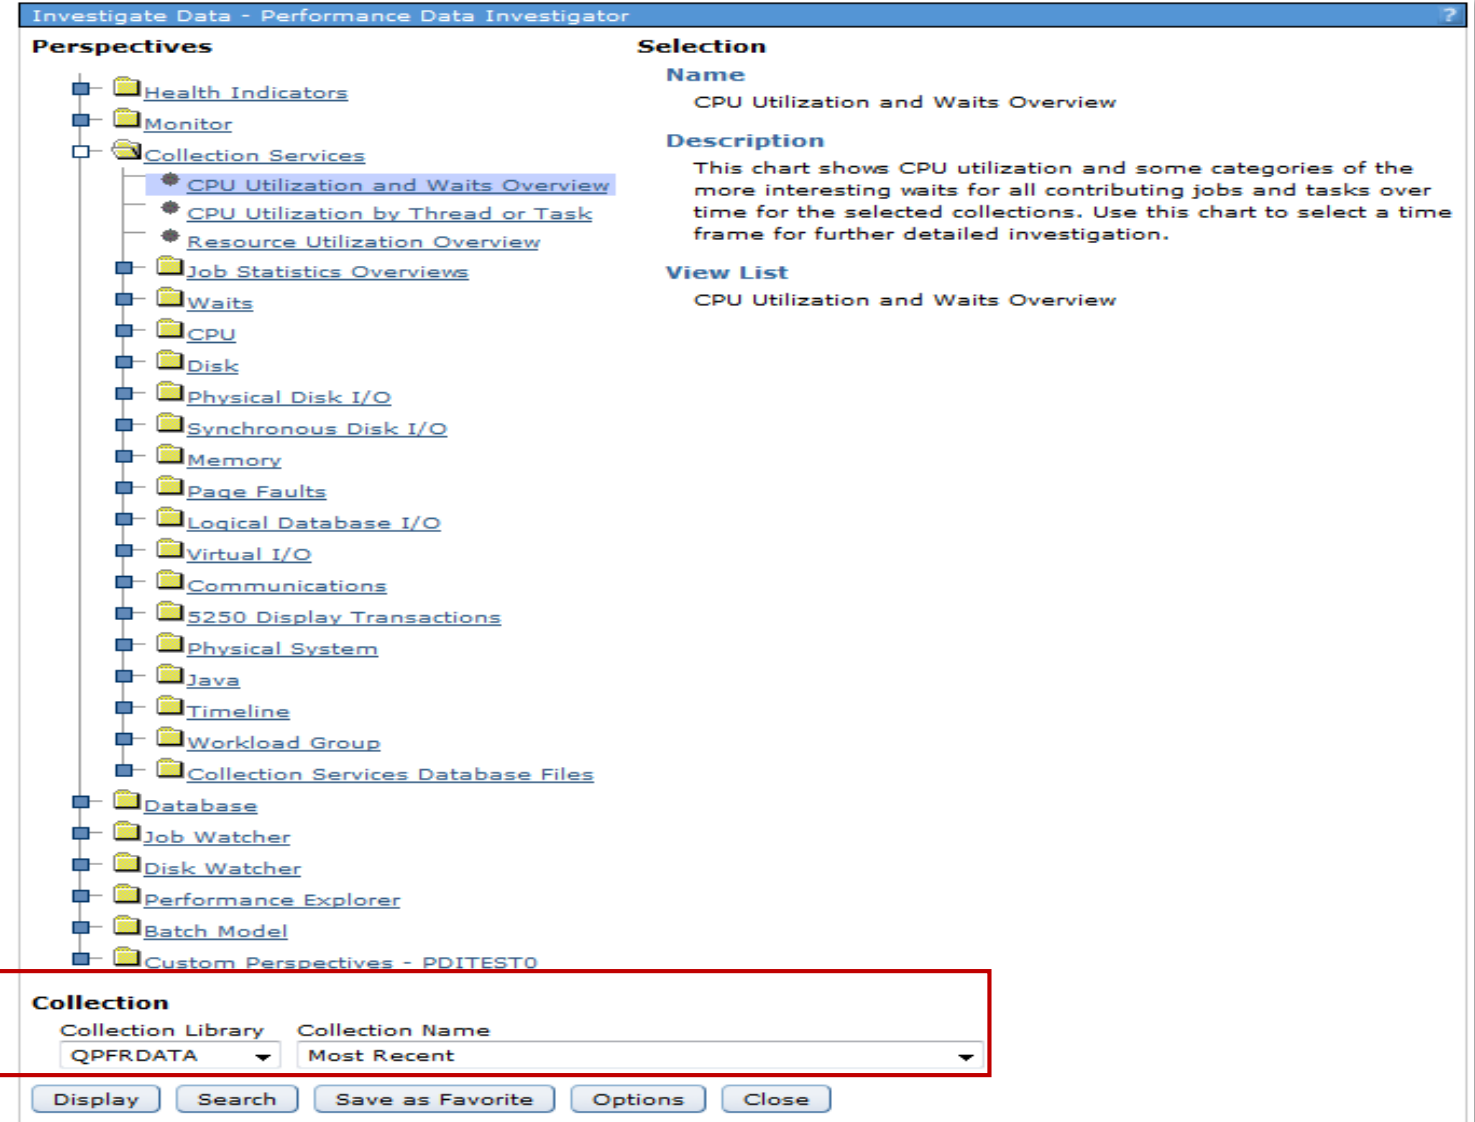 Investigate Data - Performance Data Investigator ?
Perspectives
Health Indicators
Monitor
Collection Services
CPU Utilization and Waits Overview
CPU Utilization by Thread or Task
Resource Utilization Overview
Job Statistics Overviews
Waits
CPU
Disk
Physical Disk I/O
Synchronous Disk I/O
Memory
Page Faults
Logical Database I/O
Virtual I/O
Communications
5250 Display Transactions
Physical System
Java
Timeline
Workload Group
Collection Services Database Files
Database
Job Watcher
Disk Watcher
Performance Explorer
Batch Model
Custom Perspectives - PDITEST0
Selection
Name
CPU Utilization and Waits Overview
Description
This chart shows CPU utilization and some categories of the
more interesting waits for all contributing jobs and tasks over
time for the selected collections. Use this chart to select a time
frame for further detailed investigation.
View List
CPU Utilization and Waits Overview
Collection
Collection Library Collection Name
QPFRDATA Most Recent
Display Search Save as Favorite Options Close